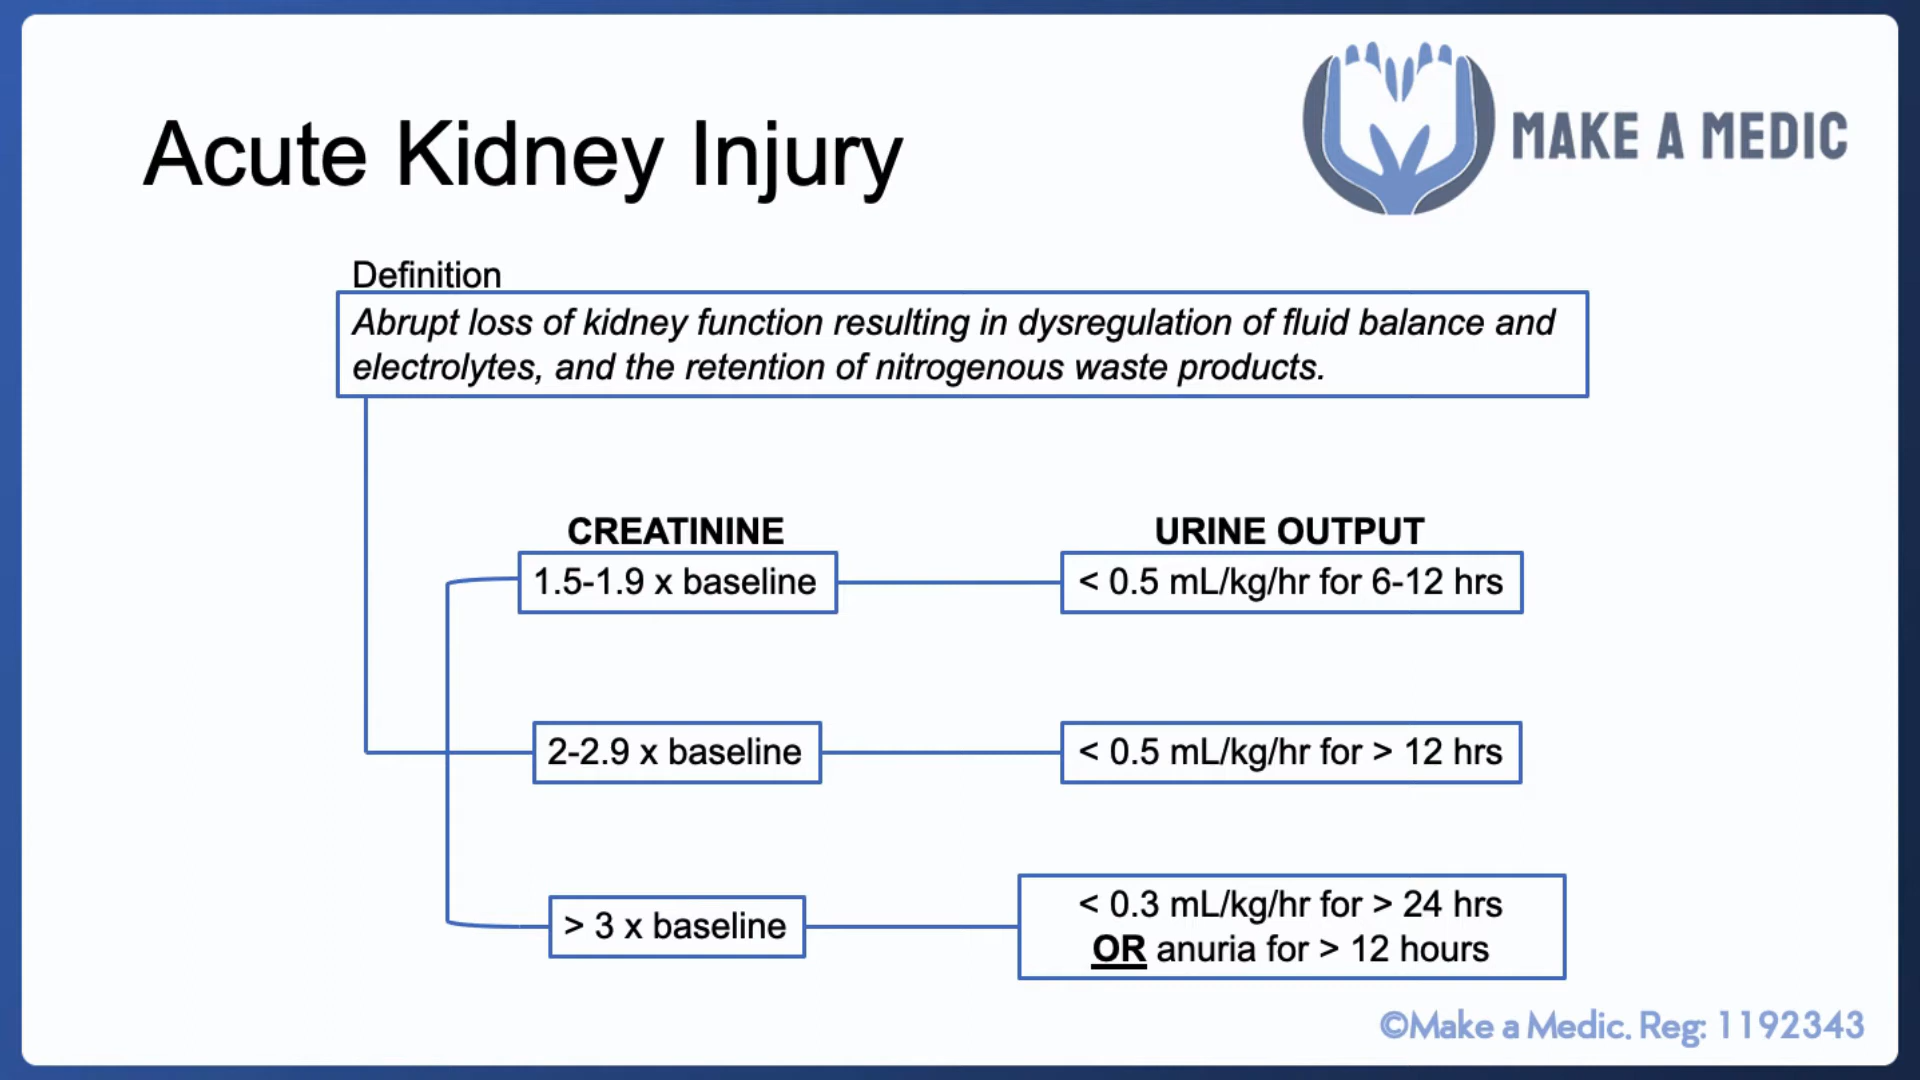 Acute Kidney Injury
MAKE A MEDIC
Definition
Abrupt loss of kidney function resulting in dysregulation of fluid balance and
electrolytes, and the retention of nitrogenous waste products.
CREATININE
URINE OUTPUT
1.5-1.9 x baseline
< 0.5 mL/kg/hr for 6-12 hrs
2-2.9 x baseline
< 0.5 mL/kg/hr for > 12 hrs
> 3 x baseline
< 0.3 mL/kg/hr for > 24 hrs
OR anuria for > 12 hours
©Make a Medic. Reg: 1192343